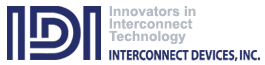 IDI
Innovators in
Interconnect
Technology
INTERCONNECT DEVICES, INC.